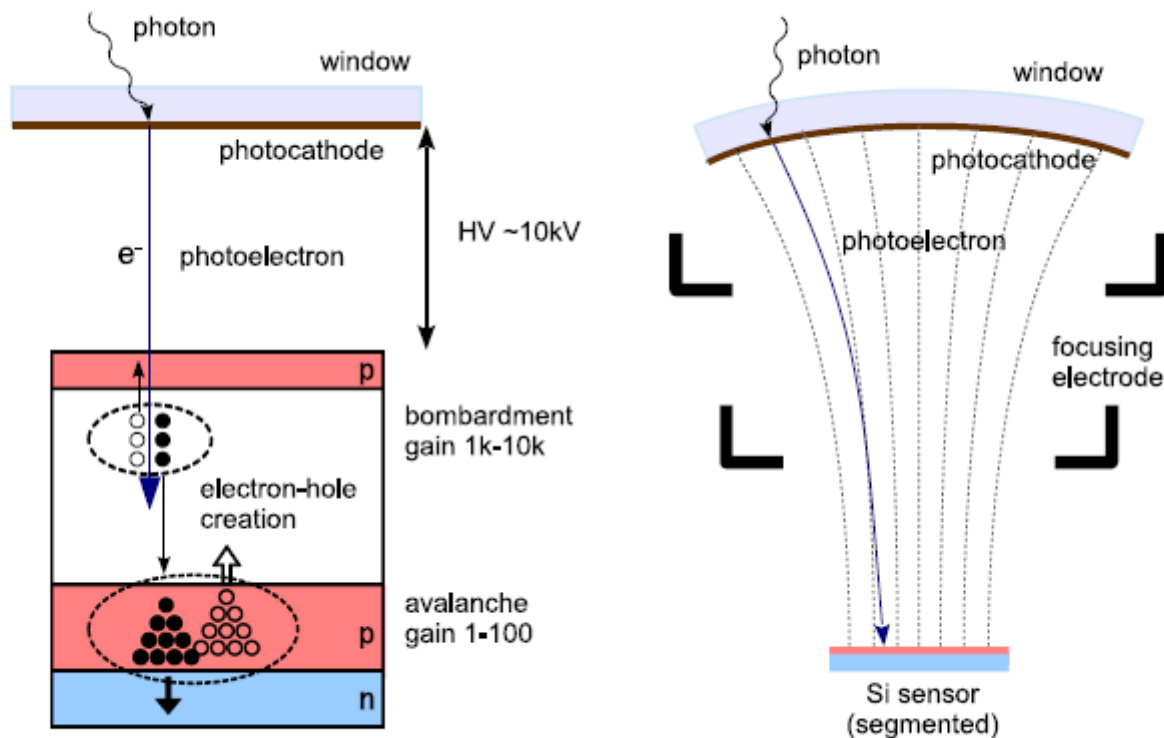 photon
window
photocathode
HV ~10kV
e⁻
photoelectron
p
bombardment
gain 1k-10k
electron-hole
creation
avalanche
gain 1-100
p
n
photon
window
photocathode
photoelectron
focusing
electrode
Si sensor
(segmented)